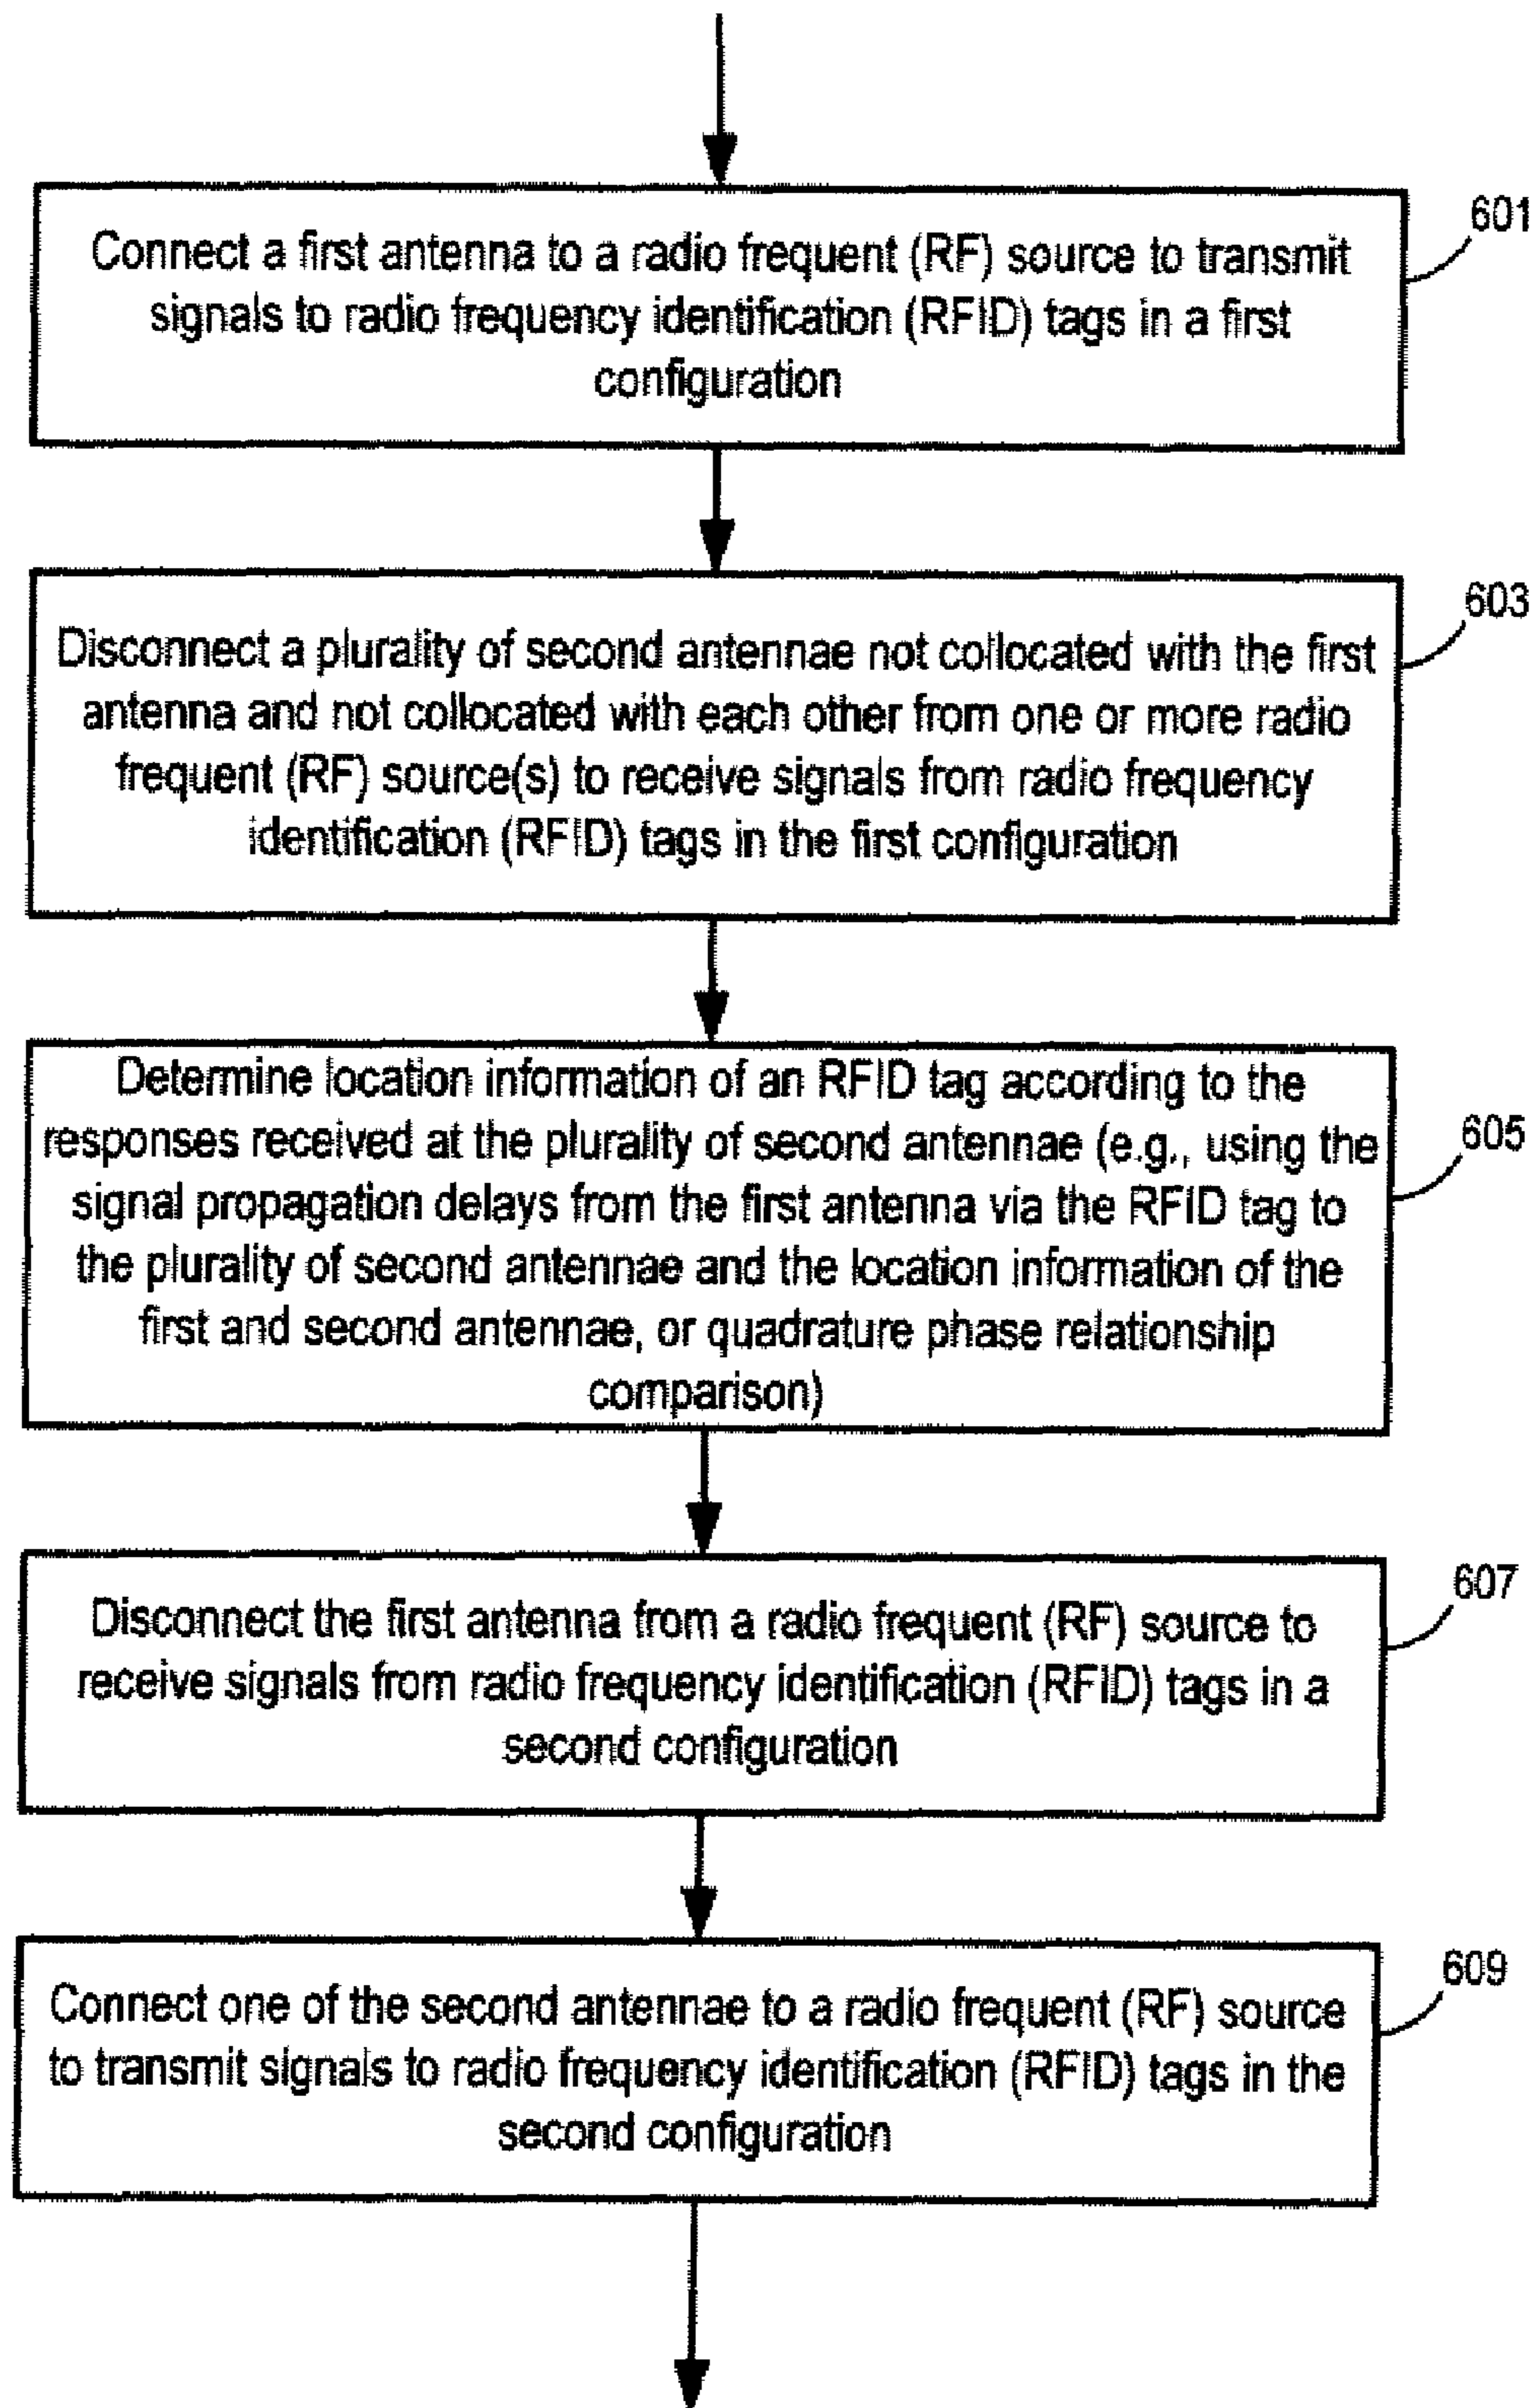 601
Connect a first antenna to a radio frequent (RF) source to transmit
signals to radio frequency identification (RFID) tags in a first
configuration
603
Disconnect a plurality of second antennae not collocated with the first
antenna and not collocated with each other from one or more radio
frequent (RF) source(s) to receive signals from radio frequency
identification (RFID) tags in the first configuration
605
Determine location information of an RFID tag according to the
responses received at the plurality of second antennae (e.g., using the
signal propagation delays from the first antenna via the RFID tag to
the plurality of second antennae and the location information of the
first and second antennae, or quadrature phase relationship
comparison)
607
Disconnect the first antenna from a radio frequent (RF) source to
receive signals from radio frequency identification (RFID) tags in a
second configuration
609
Connect one of the second antennae to a radio frequent (RF) source
to transmit signals to radio frequency identification (RFID) tags in the
second configuration